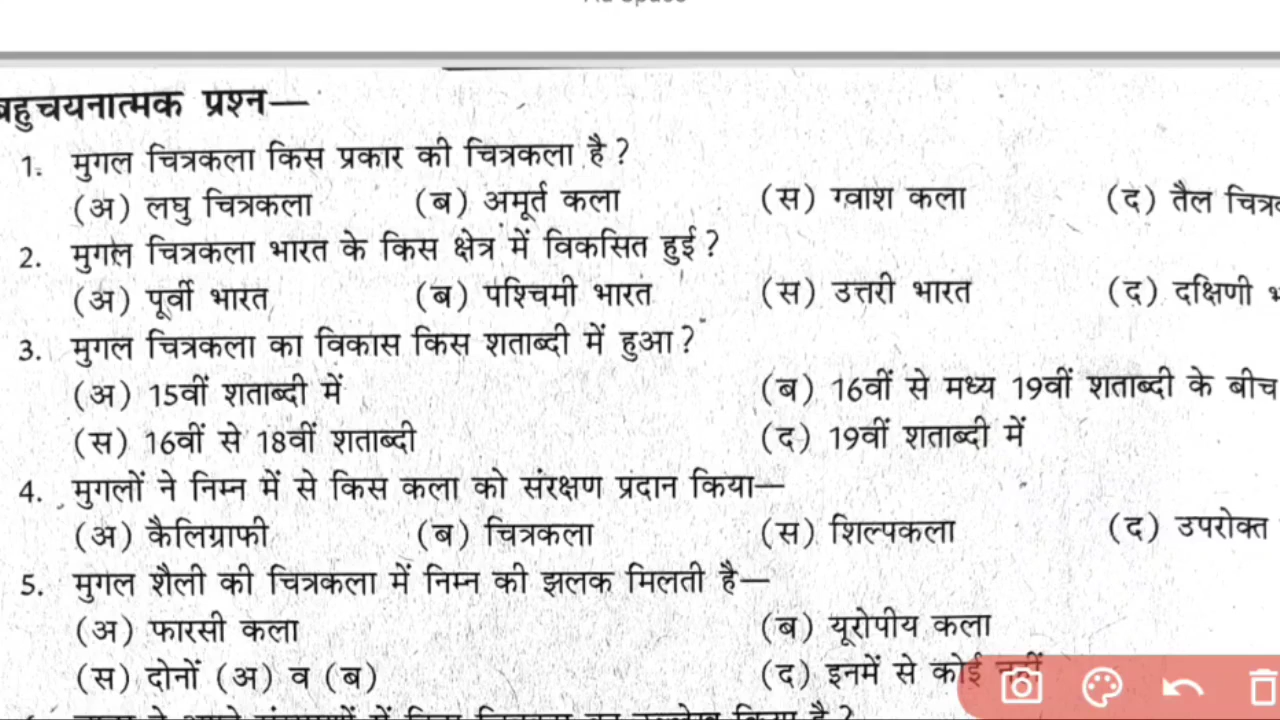 बहुचयनात्मक प्रश्न—
1. मुगल चित्रकला किस प्रकार की चित्रकला है ?
(अ) लघु चित्रकला (ब) अमूर्त कला (स) ग्वाश कला (द) तैल
2. मुगल चित्रकला भारत के किस क्षेत्र में विकसित हुई ?
(अ) पूर्वी भारत (ब) पश्चिमी भारत (स) उत्तरी भारत (द) दक्षिणी
3. मुगल चित्रकला का विकास किस शताब्दी में हुआ ?
(अ) 15वीं शताब्दी में (ब) 16वीं से मध्य 19वीं शताब्दी के बीच
(स) 16वीं से 18वीं शताब्दी (द) 19वीं शताब्दी में
4. मुगलों ने निम्न में से किस कला को संरक्षण प्रदान किया—
(अ) कैलिग्राफी (ब) चित्रकला (स) शिल्पकला (द) उपरोक्त
5. मुगल शैली की चित्रकला में निम्न की झलक मिलती है—
(अ) फारसी कला (ब) यूरोपीय कला
(स) दोनों (अ) व (ब) (द) इनमें से कोई नहीं